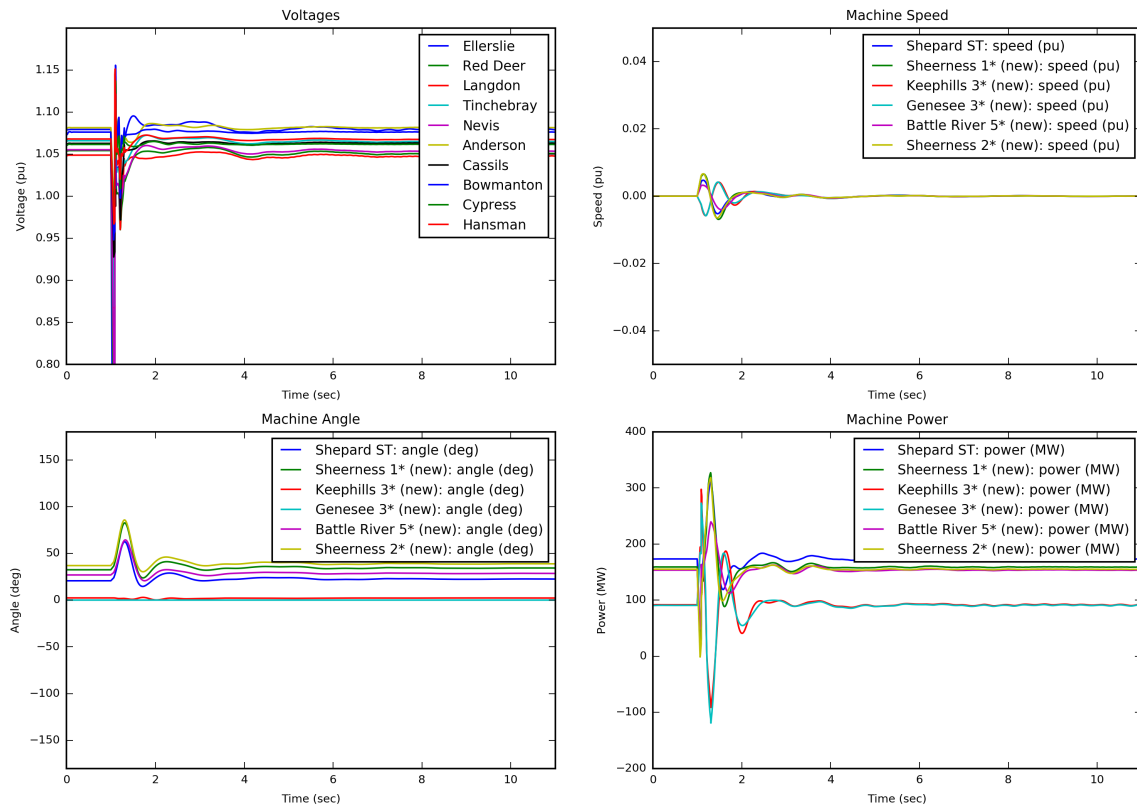 Voltages
1.15
1.10
1.05
1.00
0.95
0.90
0.85
0.80
Voltage (pu)
Ellerslie
Red Deer
Langdon
Tinchebray
Nevis
Anderson
Cassils
Bowmanton
Cypress
Hansman
0 2 4 6 8 10
Time (sec)
Machine Speed
0.04
0.02
0.00
−0.02
−0.04
Speed (pu)
Shepard ST: speed (pu)
Sheerness 1* (new): speed (pu)
Keephills 3* (new): speed (pu)
Genesee 3* (new): speed (pu)
Battle River 5* (new): speed (pu)
Sheerness 2* (new): speed (pu)
0 2 4 6 8 10
Time (sec)
Machine Angle
150
100
50
0
−50
−100
−150
Angle (deg)
Shepard ST: angle (deg)
Sheerness 1* (new): angle (deg)
Keephills 3* (new): angle (deg)
Genesee 3* (new): angle (deg)
Battle River 5* (new): angle (deg)
Sheerness 2* (new): angle (deg)
0 2 4 6 8 10
Time (sec)
Machine Power
400
300
200
100
0
−100
−200
Power (MW)
Shepard ST: power (MW)
Sheerness 1* (new): power (MW)
Keephills 3* (new): power (MW)
Genesee 3* (new): power (MW)
Battle River 5* (new): power (MW)
Sheerness 2* (new): power (MW)
0 2 4 6 8 10
Time (sec)